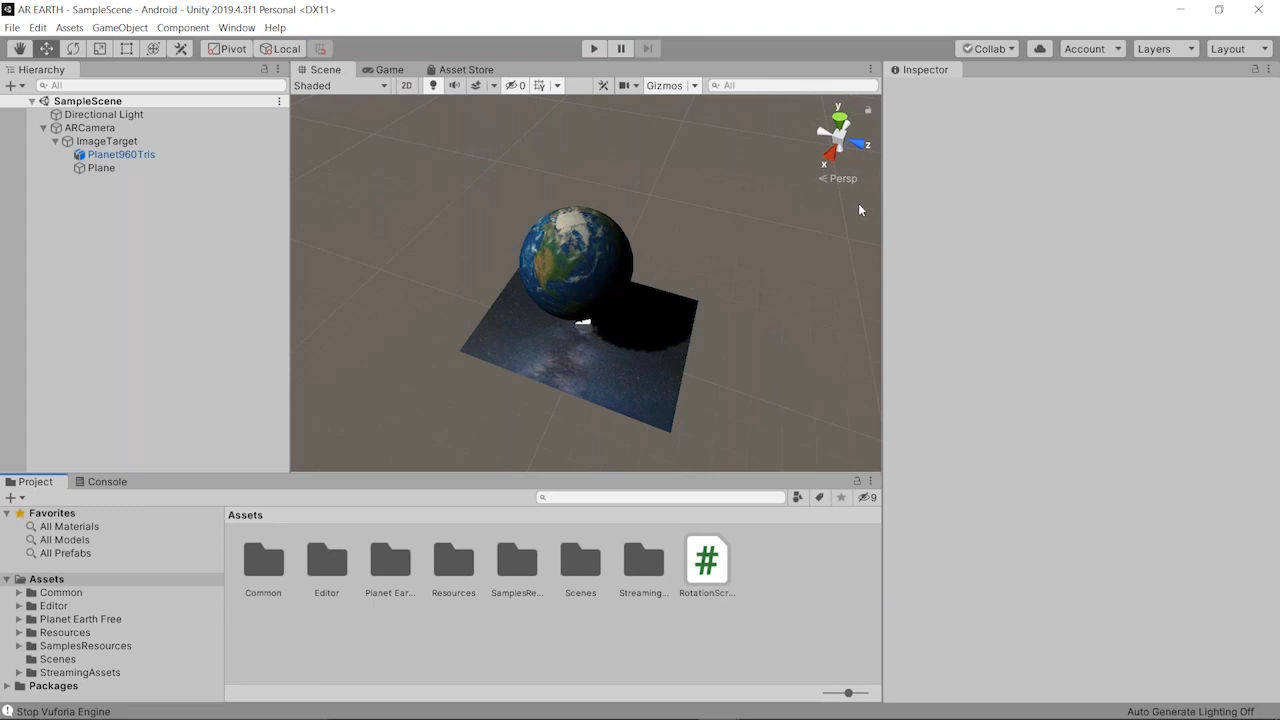 AR EARTH - SampleScene - Android - Unity 2019.4.3f1 Personal <DX11>
File Edit Assets GameObject Component Window Help
Pivot Local Collab Account Layers Layout
Hierarchy
All
SampleScene
Directional Light
ARCamera
ImageTarget
Planet960Tris
Plane
Scene Game Asset Store
Shaded 2D 0 Gizmos All
y
z
x
Persp
Inspector
Project Console
9
Favorites
All Materials
All Models
All Prefabs
Assets
Common
Editor
Planet Earth Free
Resources
SamplesResources
Scenes
StreamingAssets
Packages
Assets
#
Common Editor Planet Ear... Resources SamplesRe... Scenes Streaming... RotationScr...
Stop Vuforia Engine
Auto Generate Lighting Off